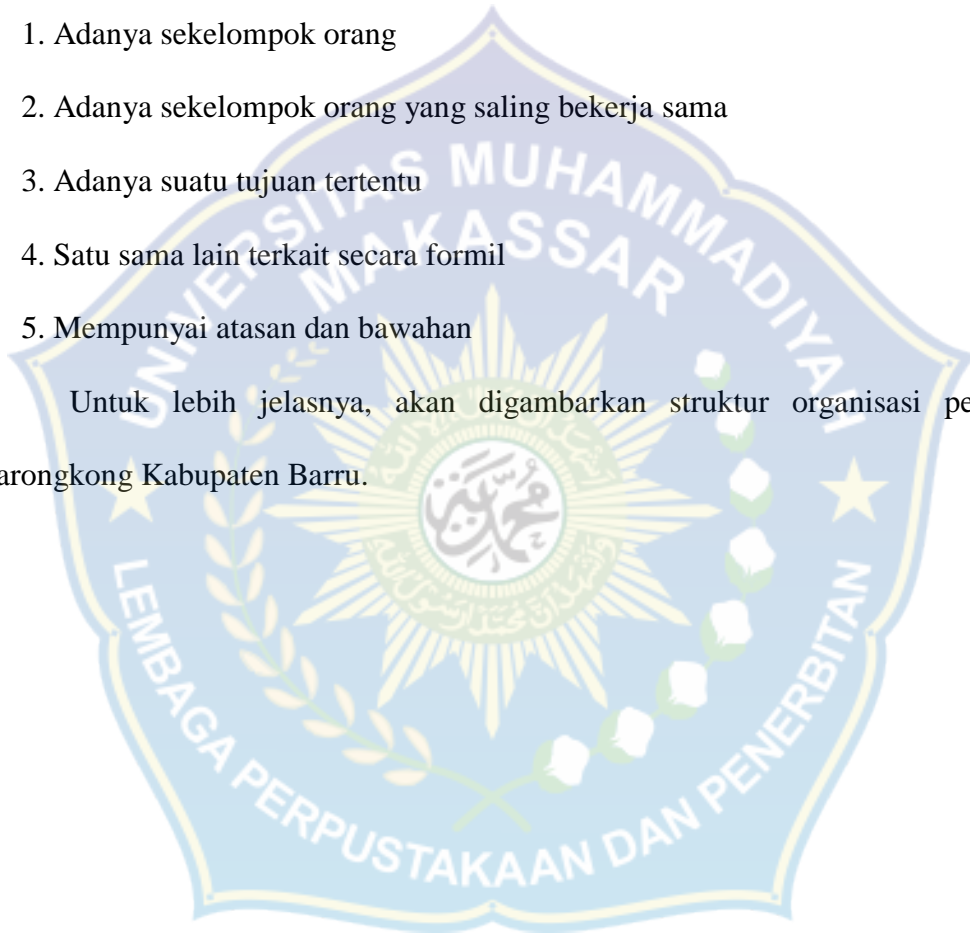 1. Adanya sekelompok orang
2. Adanya sekelompok orang yang saling bekerja sama
3. Adanya suatu tujuan tertentu
4. Satu sama lain terkait secara formil
5. Mempunyai atasan dan bawahan
Untuk lebih jelasnya, akan digambarkan struktur organisasi pe
arongkong Kabupaten Barru.
UNIVERSITAS MUHAMMADIYAH
MAKASSAR
LEMBAGA PERPUSTAKAAN DAN PENERBITAN